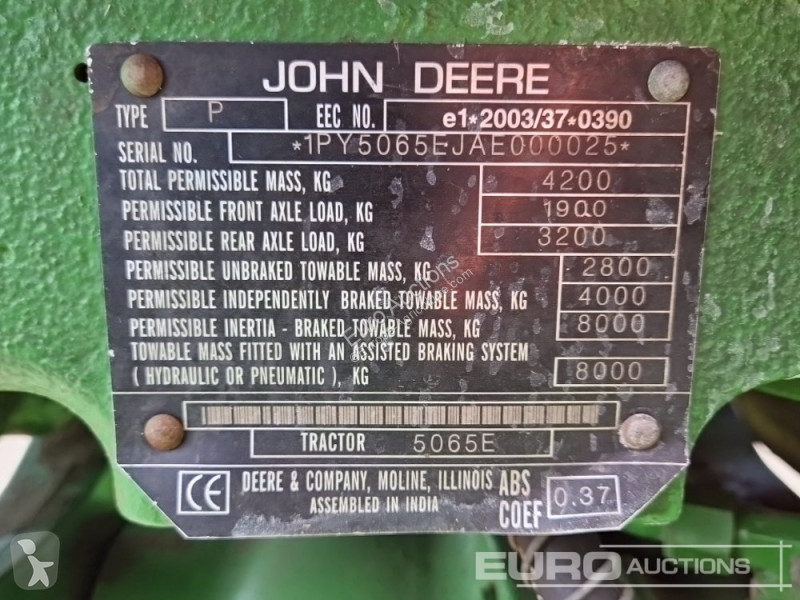 JOHN DEERE
TYPE P EEC NO. e1*2003/37*0390
SERIAL NO. *1PY5065EJAE000025*
TOTAL PERMISSIBLE MASS, KG 4200
PERMISSIBLE FRONT AXLE LOAD, KG 1900
PERMISSIBLE REAR AXLE LOAD, KG 3200
PERMISSIBLE UNBRAKED TOWABLE MASS, KG 2800
PERMISSIBLE INDEPENDENTLY BRAKED TOWABLE MASS, KG 4000
PERMISSIBLE INERTIA - BRAKED TOWABLE MASS, KG 8000
TOWABLE MASS FITTED WITH AN ASSISTED BRAKING SYSTEM
( HYDRAULIC OR PNEUMATIC ), KG 8000
TRACTOR 5065E
CE DEERE & COMPANY, MOLINE, ILLINOIS ABS
ASSEMBLED IN INDIA COEF 0.37
EURO AUCTIONS